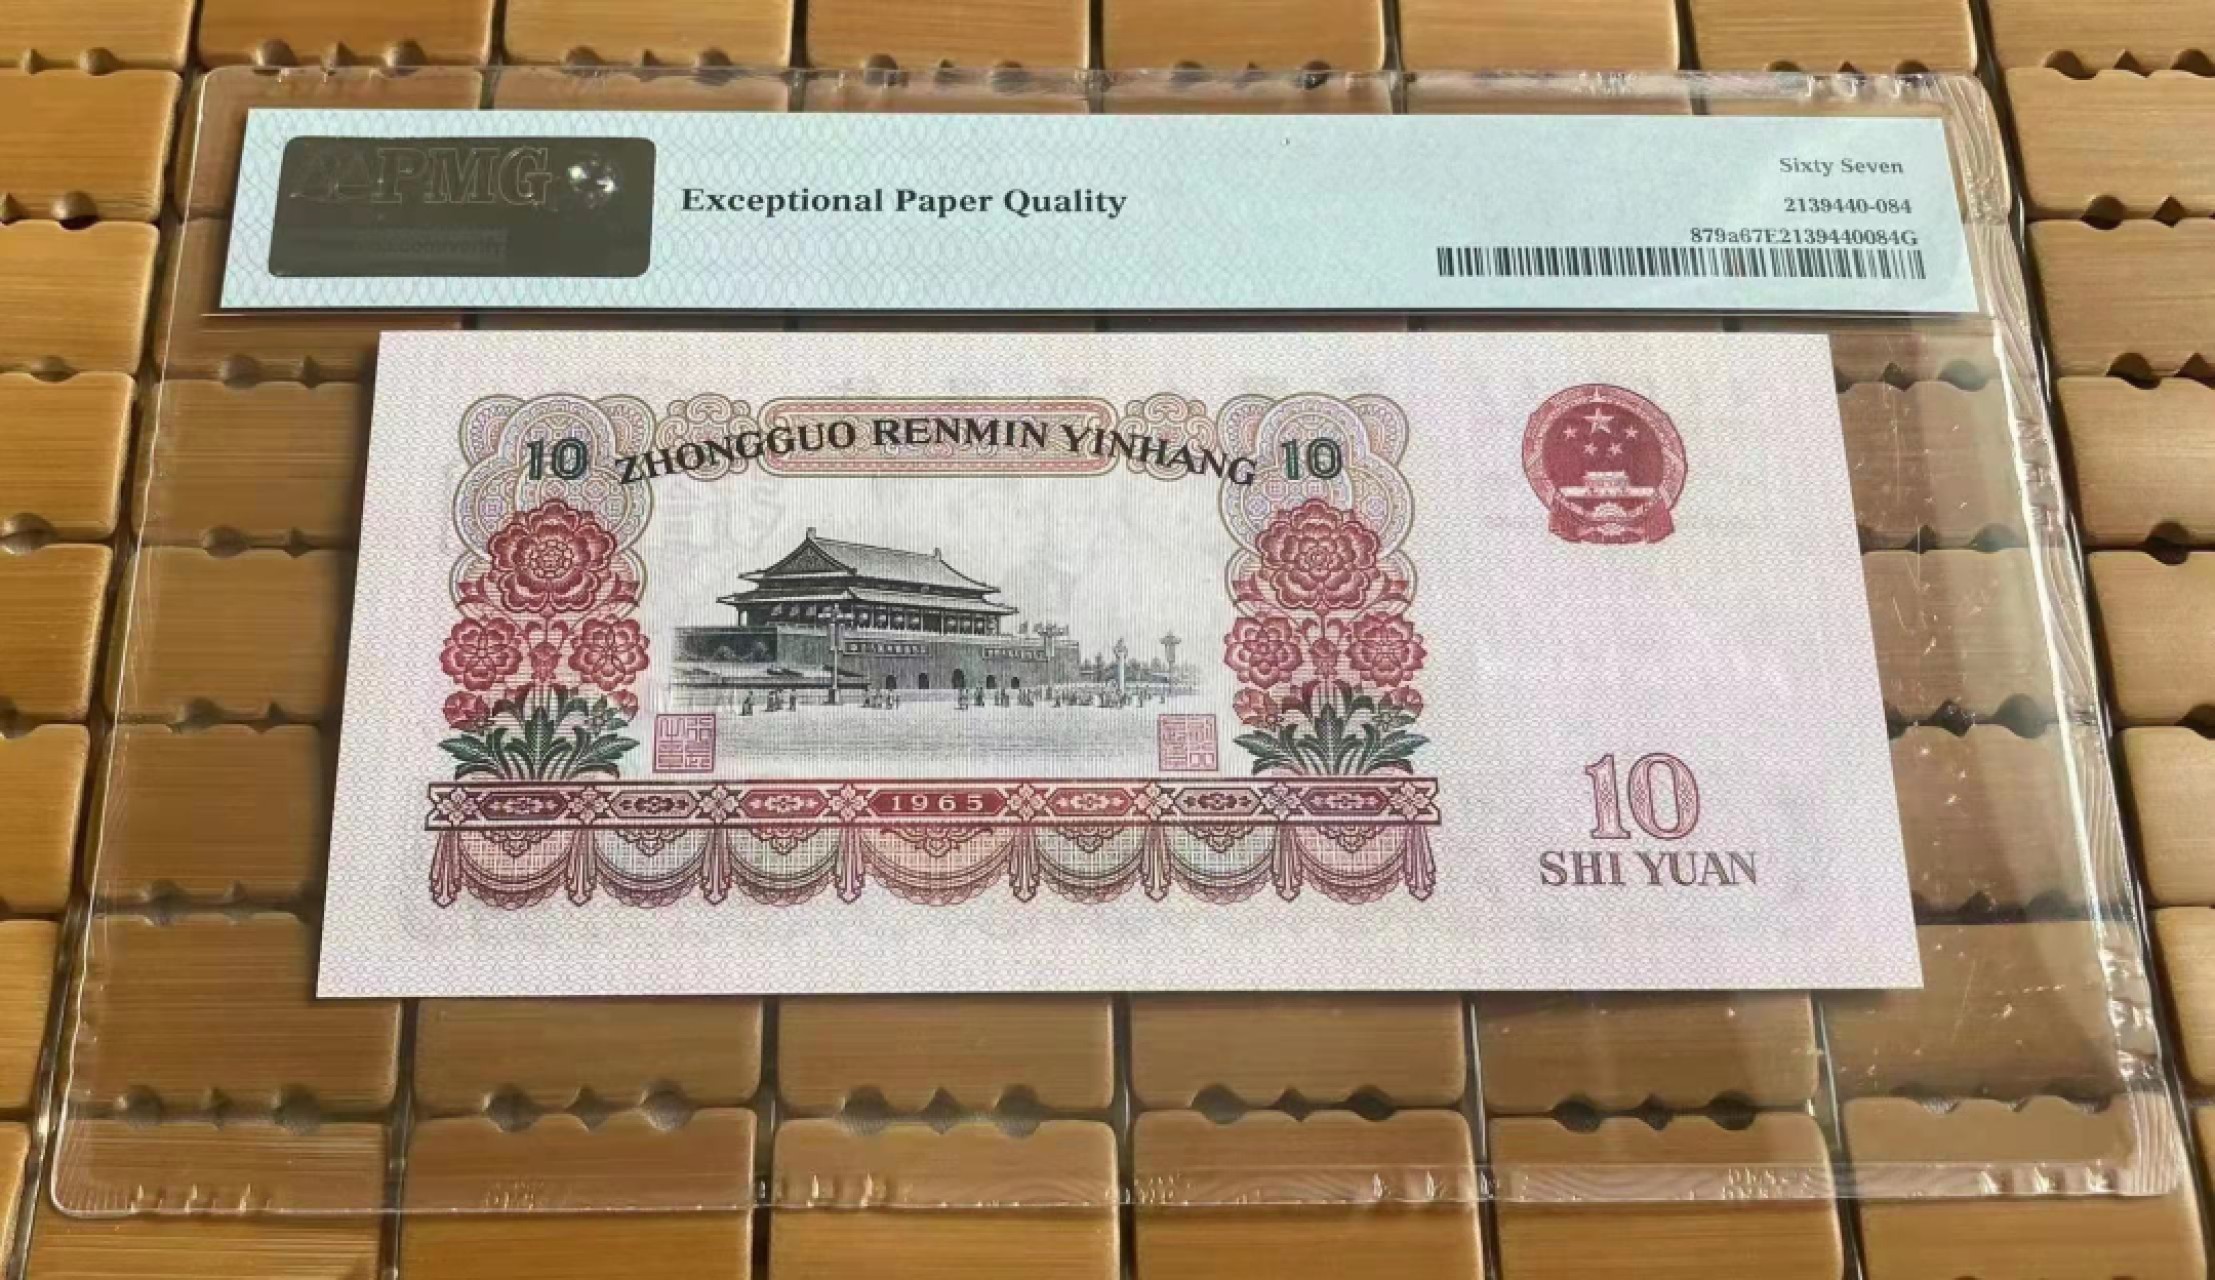 PMG
Exceptional Paper Quality
Sixty Seven
2139440-084
879a67E2139440084G
10 ZHONGGUO RENMIN YINHANG 10
1965
10
SHI YUAN